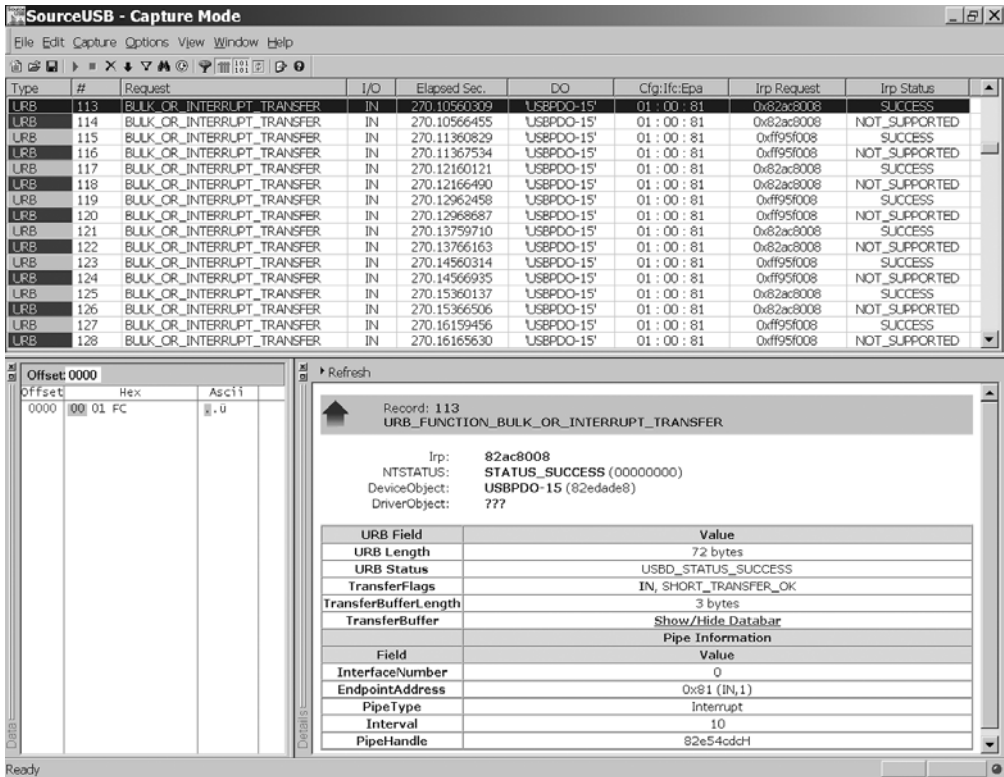 SourceUSB - Capture Mode
File Edit Capture Options View Window Help
Type # Request I/O Elapsed Sec. DO Cfg:Ifc:Epa Irp Request Irp Status
URB 113 BULK_OR_INTERRUPT_TRANSFER IN 270.10560309 'USBPDO-15' 01 : 00 : 81 0x82ac8008 SUCCESS
URB 114 BULK_OR_INTERRUPT_TRANSFER IN 270.10566455 'USBPDO-15' 01 : 00 : 81 0x82ac8008 NOT_SUPPORTED
URB 115 BULK_OR_INTERRUPT_TRANSFER IN 270.11360829 'USBPDO-15' 01 : 00 : 81 0xff95f008 SUCCESS
URB 116 BULK_OR_INTERRUPT_TRANSFER IN 270.11367534 'USBPDO-15' 01 : 00 : 81 0xff95f008 NOT_SUPPORTED
URB 117 BULK_OR_INTERRUPT_TRANSFER IN 270.12160121 'USBPDO-15' 01 : 00 : 81 0x82ac8008 SUCCESS
URB 118 BULK_OR_INTERRUPT_TRANSFER IN 270.12166490 'USBPDO-15' 01 : 00 : 81 0x82ac8008 NOT_SUPPORTED
URB 119 BULK_OR_INTERRUPT_TRANSFER IN 270.12962458 'USBPDO-15' 01 : 00 : 81 0xff95f008 SUCCESS
URB 120 BULK_OR_INTERRUPT_TRANSFER IN 270.12968687 'USBPDO-15' 01 : 00 : 81 0xff95f008 NOT_SUPPORTED
URB 121 BULK_OR_INTERRUPT_TRANSFER IN 270.13759710 'USBPDO-15' 01 : 00 : 81 0x82ac8008 SUCCESS
URB 122 BULK_OR_INTERRUPT_TRANSFER IN 270.13766163 'USBPDO-15' 01 : 00 : 81 0x82ac8008 NOT_SUPPORTED
URB 123 BULK_OR_INTERRUPT_TRANSFER IN 270.14560314 'USBPDO-15' 01 : 00 : 81 0xff95f008 SUCCESS
URB 124 BULK_OR_INTERRUPT_TRANSFER IN 270.14566935 'USBPDO-15' 01 : 00 : 81 0xff95f008 NOT_SUPPORTED
URB 125 BULK_OR_INTERRUPT_TRANSFER IN 270.15360137 'USBPDO-15' 01 : 00 : 81 0x82ac8008 SUCCESS
URB 126 BULK_OR_INTERRUPT_TRANSFER IN 270.15366506 'USBPDO-15' 01 : 00 : 81 0x82ac8008 NOT_SUPPORTED
URB 127 BULK_OR_INTERRUPT_TRANSFER IN 270.16159456 'USBPDO-15' 01 : 00 : 81 0xff95f008 SUCCESS
URB 128 BULK_OR_INTERRUPT_TRANSFER IN 270.16165630 'USBPDO-15' 01 : 00 : 81 0xff95f008 NOT_SUPPORTED
Offset: 0000
Offset Hex Ascii
0000 00 01 FC ..ü
Data
Refresh
Record: 113
URB_FUNCTION_BULK_OR_INTERRUPT_TRANSFER
Irp: 82ac8008
NTSTATUS: STATUS_SUCCESS (00000000)
DeviceObject: USBPDO-15 (82edade8)
DriverObject: ???
URB Field Value
URB Length 72 bytes
URB Status USBD_STATUS_SUCCESS
TransferFlags IN, SHORT_TRANSFER_OK
TransferBufferLength 3 bytes
TransferBuffer Show/Hide Databar
Pipe Information
Field Value
InterfaceNumber 0
EndpointAddress 0x81 (IN,1)
PipeType Interrupt
Interval 10
PipeHandle 82e54cdcH
Details
Ready